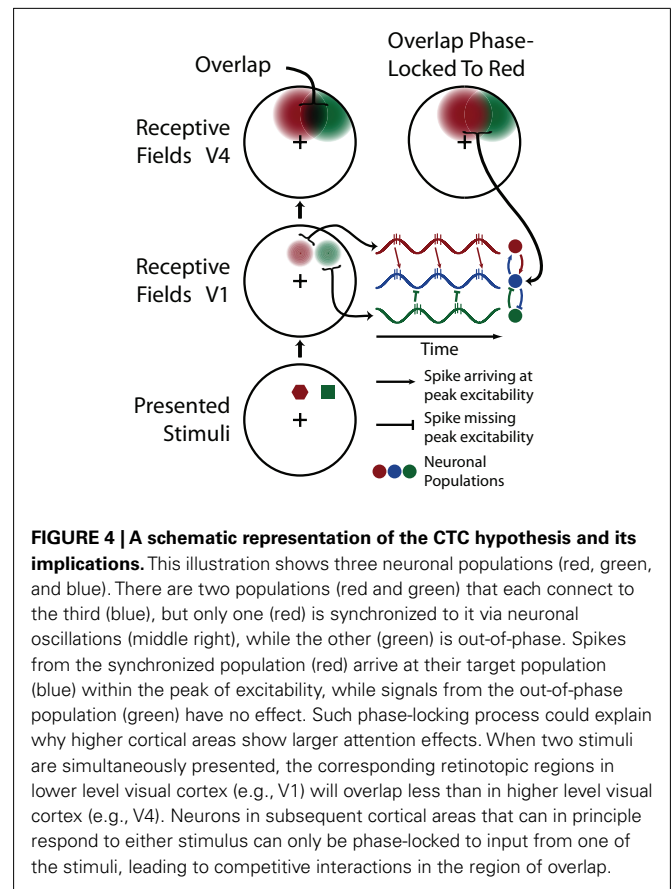 Overlap
Overlap Phase-
Locked To Red
Receptive
Fields V4
Receptive
Fields V1
Time
Presented
Stimuli
Spike arriving at
peak excitability
Spike missing
peak excitability
Neuronal
Populations
FIGURE 4 | A schematic representation of the CTC hypothesis and its
implications. This illustration shows three neuronal populations (red, green,
and blue). There are two populations (red and green) that each connect to
the third (blue), but only one (red) is synchronized to it via neuronal
oscillations (middle right), while the other (green) is out-of-phase. Spikes
from the synchronized population (red) arrive at their target population
(blue) within the peak of excitability, while signals from the out-of-phase
population (green) have no effect. Such phase-locking process could explain
why higher cortical areas show larger attention effects. When two stimuli
are simultaneously presented, the corresponding retinotopic regions in
lower level visual cortex (e.g., V1) will overlap less than in higher level visual
cortex (e.g., V4). Neurons in subsequent cortical areas that can in principle
respond to either stimulus can only be phase-locked to input from one of
the stimuli, leading to competitive interactions in the region of overlap.